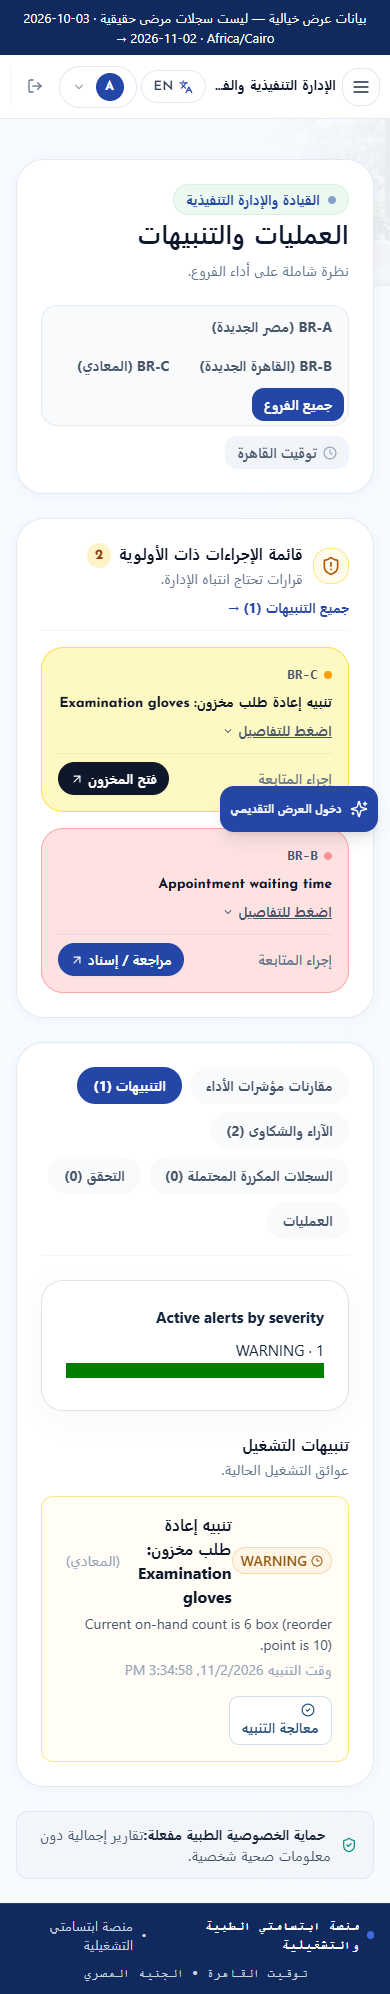 بيانات عرض خيالية — ليست سجلات مرضى حقيقية · 2026-10-03
→ 2026-11-02 · Africa/Cairo
الإدارة التنفيذية والف...
EN
A
القيادة والإدارة التنفيذية
العمليات والتنبيهات
نظرة شاملة على أداء الفروع.
BR-A (مصر الجديدة)
BR-B (القاهرة الجديدة)
BR-C (المعادي)
جميع الفروع
توقيت القاهرة
قائمة الإجراءات ذات الأولوية 2
قرارات تحتاج انتباه الإدارة.
جميع التنبيهات (1) →
BR-C
تنبيه إعادة طلب مخزون: Examination gloves
اضغط للتفاصيل
إجراء المتابعة
فتح المخزون
دخول العرض التقديمي
BR-B
Appointment waiting time
اضغط للتفاصيل
إجراء المتابعة
مراجعة / إسناد
مقارنات مؤشرات الأداء
التنبيهات (1)
الآراء والشكاوى (2)
السجلات المكررة المحتملة (0)
التحقق (0)
العمليات
Active alerts by severity
WARNING · 1
تنبيهات التشغيل
عوائق التشغيل الحالية.
WARNING
تنبيه إعادة
طلب مخزون:
Examination
gloves
(المعادي)
Current on-hand count is 6 box (reorder
point is 10).
وقت التنبيه 11/2/2026, 3:34:58 PM
معالجة التنبيه
حماية الخصوصية الطبية مفعلة: تقارير إجمالية دون
معلومات صحية شخصية.
منصة ابتسامتي الطبية
والتشغيلية
•
منصة ابتسامتي
التشغيلية
توقيت القاهرة • الجنيه المصري